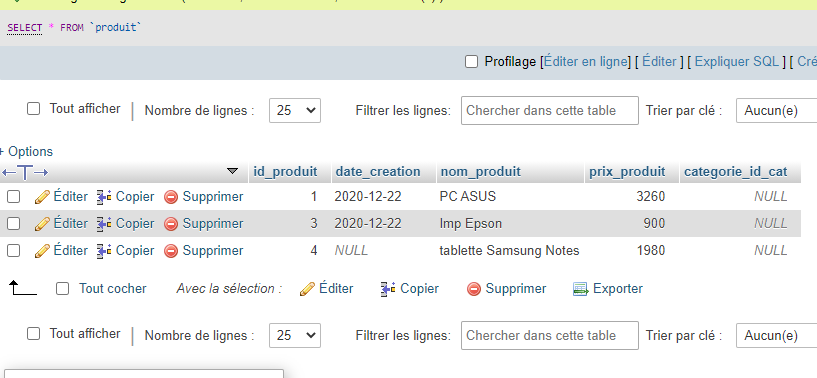 SELECT * FROM `produit`
Profilage [Éditer en ligne] [ Éditer ] [ Expliquer SQL ] [ Cré
Tout afficher | Nombre de lignes : 25 Filtrer les lignes: Chercher dans cette table Trier par clé : Aucun(e)
+ Options
←T→ id_produit date_creation nom_produit prix_produit categorie_id_cat
Éditer Copier Supprimer 1 2020-12-22 PC ASUS 3260 NULL
Éditer Copier Supprimer 3 2020-12-22 Imp Epson 900 NULL
Éditer Copier Supprimer 4 NULL tablette Samsung Notes 1980 NULL
Tout cocher Avec la sélection : Éditer Copier Supprimer Exporter
Tout afficher | Nombre de lignes : 25 Filtrer les lignes: Chercher dans cette table Trier par clé : Aucun(e)